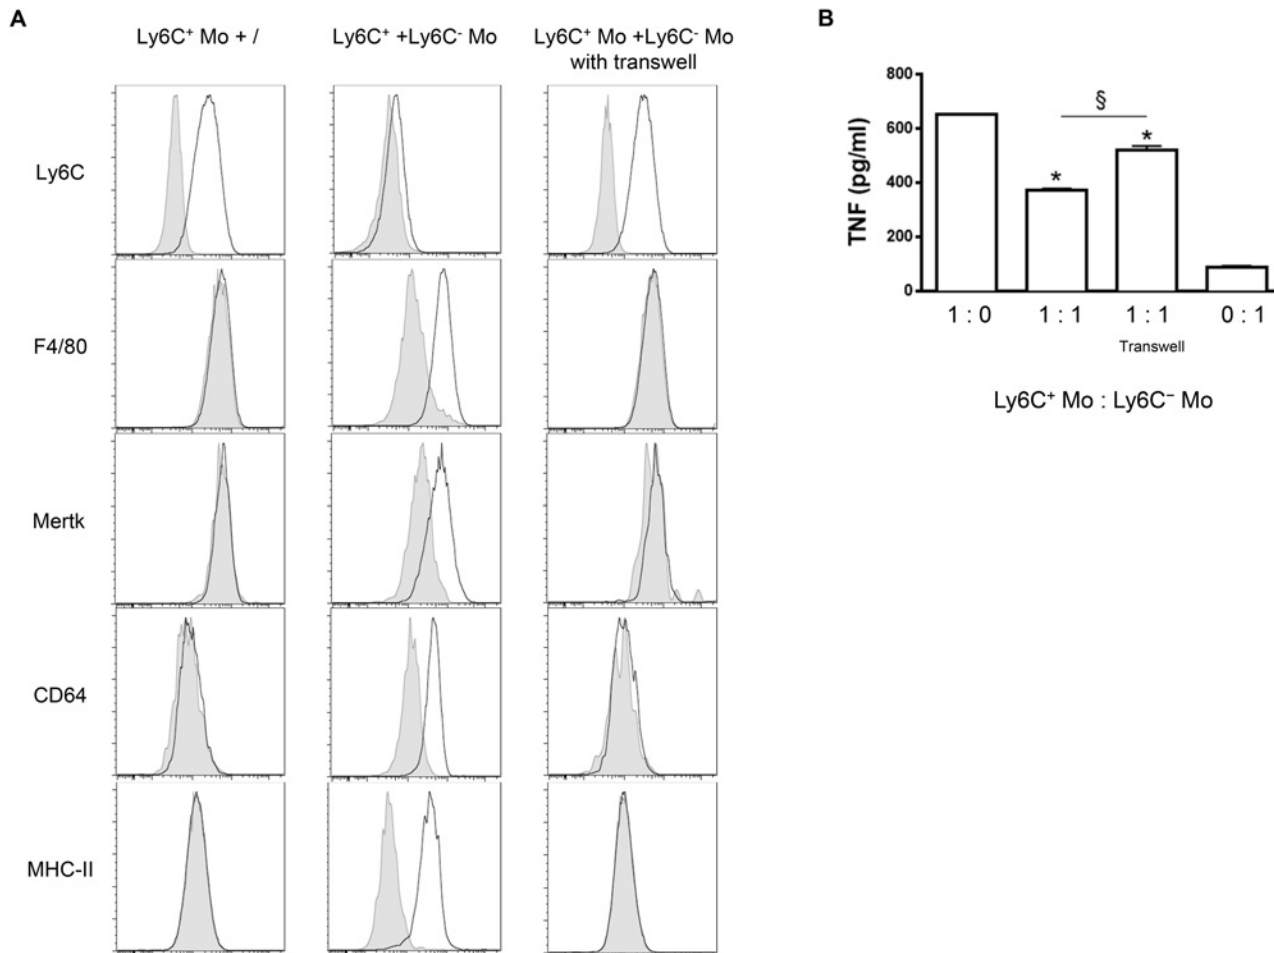 A
Ly6C⁺ Mo + /
Ly6C⁺ +Ly6C⁻ Mo
Ly6C⁺ Mo +Ly6C⁻ Mo
with transwell
Ly6C
F4/80
Mertk
CD64
MHC-II
B
TNF (pg/ml)
800
600
400
200
0
§
*
*
1 : 0
1 : 1
1 : 1
0 : 1
Transwell
Ly6C⁺ Mo : Ly6C⁻ Mo